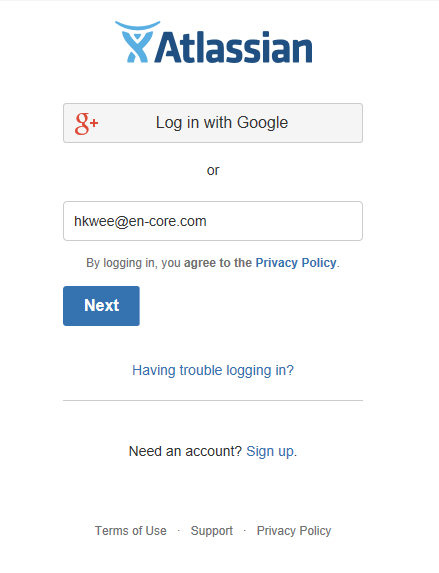 Atlassian
g+ Log in with Google
or
hkwee@en-core.com
By logging in, you agree to the Privacy Policy.
Next
Having trouble logging in?
Need an account? Sign up.
Terms of Use · Support · Privacy Policy